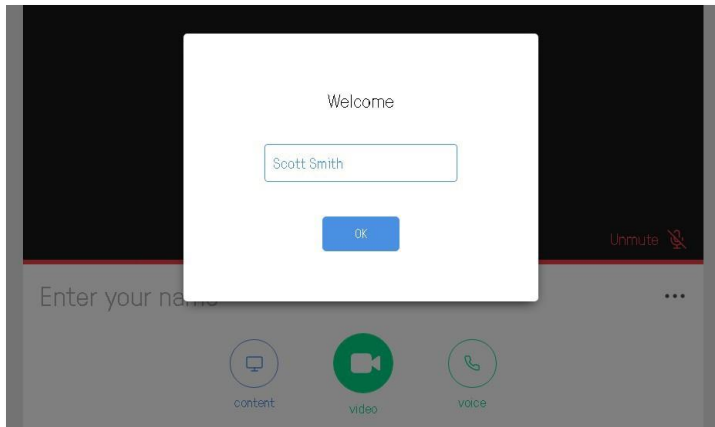 Welcome
Scott Smith
OK
Unmute
Enter your na
content
video
voice